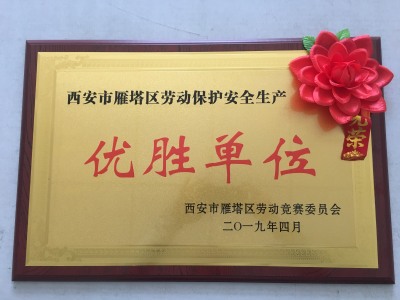 西安市雁塔区劳动保护安全生产
优胜单位
西安市雁塔区劳动竞赛委员会
二〇一九年四月
光荣